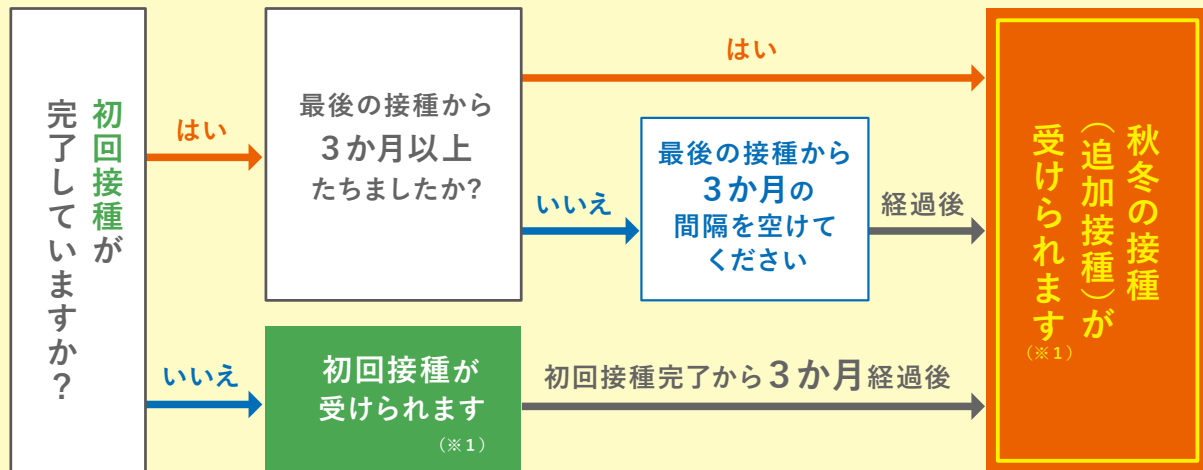 初回接種が
完了していますか？
はい
いいえ
最後の接種から
３か月以上
たちましたか？
はい
いいえ
最後の接種から
３か月の
間隔を空けて
ください
経過後
初回接種が
受けられます
（※１）
初回接種完了から３か月経過後
秋冬の接種
（追加接種）が
受けられます
（※１）